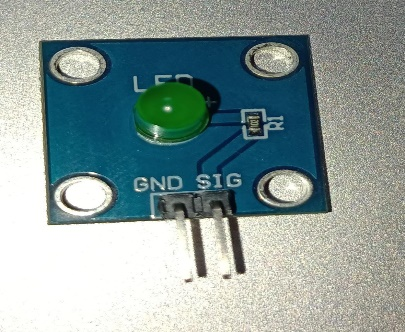 LED
+
R1
GND SIG